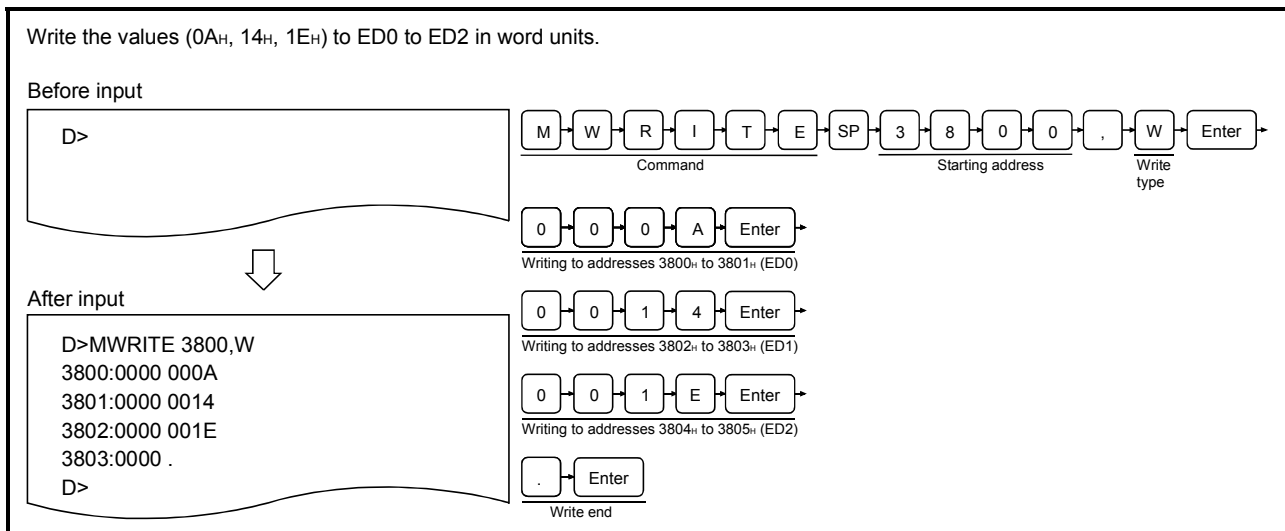 Write the values (0AH, 14H, 1EH) to ED0 to ED2 in word units.
Before input
D>
M W R I T E SP 3 8 0 0 , W Enter
Command Starting address Write type
0 0 0 A Enter
Writing to addresses 3800H to 3801H (ED0)
After input
D>MWRITE 3800,W
3800:0000 000A
3801:0000 0014
3802:0000 001E
3803:0000 .
D>
0 0 1 4 Enter
Writing to addresses 3802H to 3803H (ED1)
0 0 1 E Enter
Writing to addresses 3804H to 3805H (ED2)
. Enter
Write end